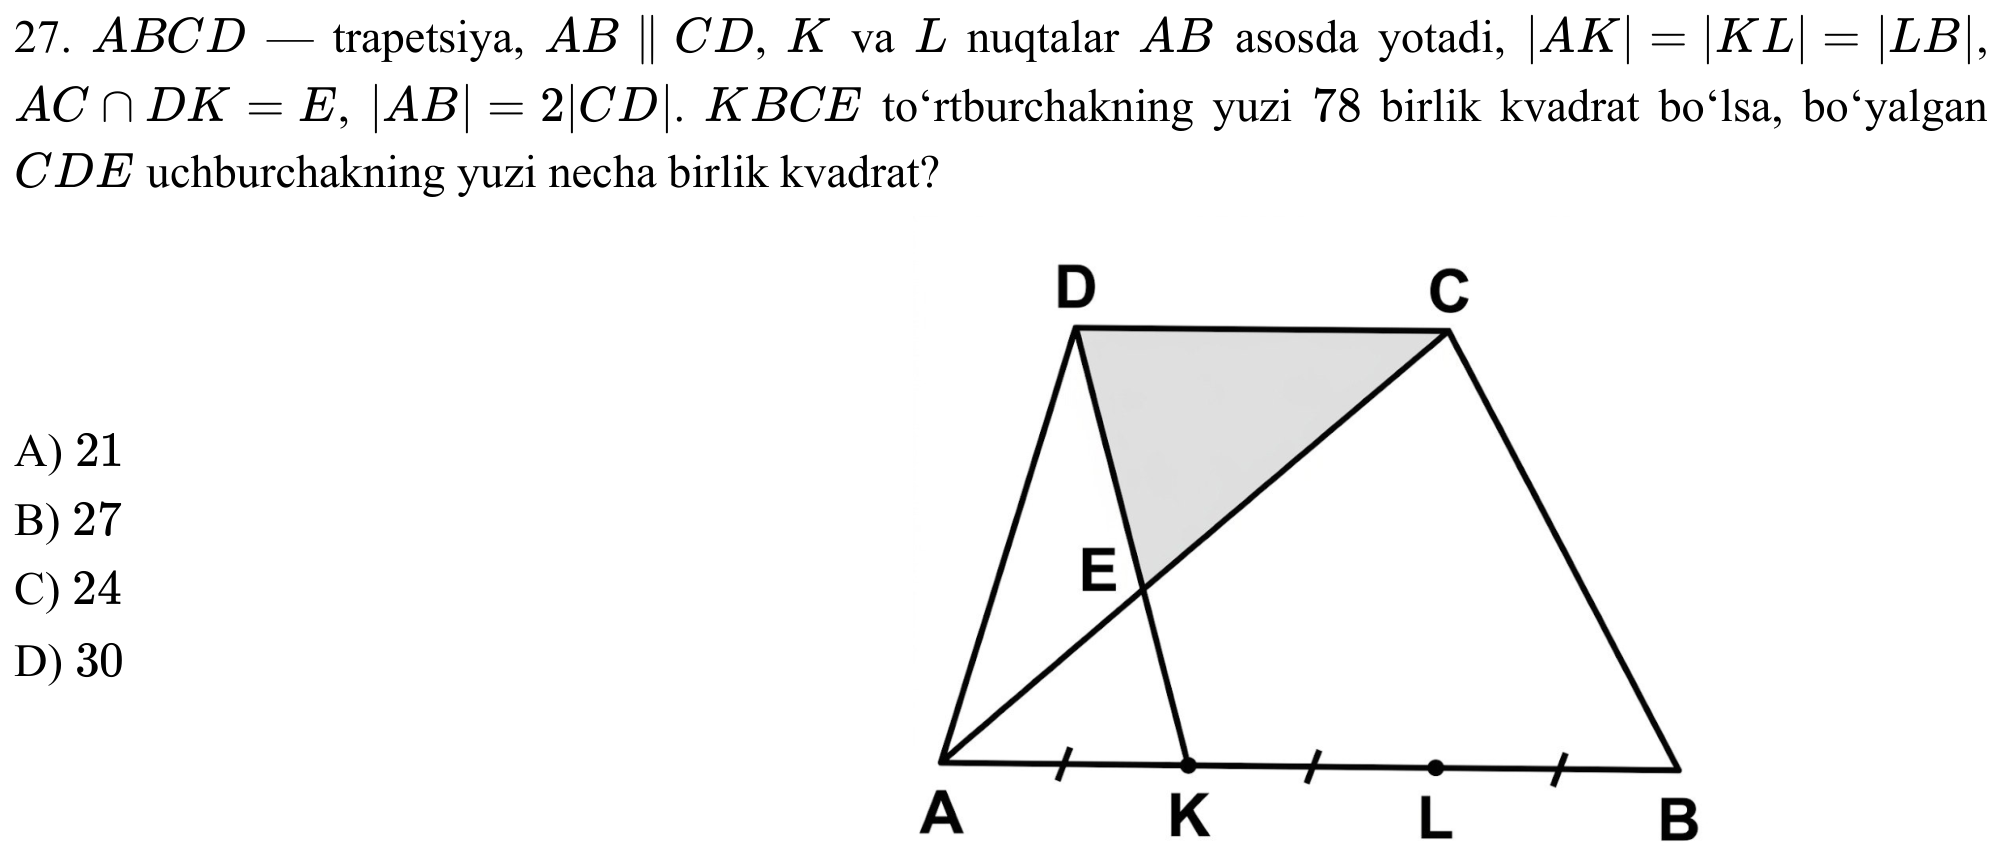 27. ABCD — trapetsiya, AB ∥ CD, K va L nuqtalar AB asosda yotadi, |AK| = |KL| = |LB|,
AC ∩ DK = E, |AB| = 2|CD|. KBCE to‘rtburchakning yuzi 78 birlik kvadrat bo‘lsa, bo‘yalgan
CDE uchburchakning yuzi necha birlik kvadrat?
D C
A) 21
B) 27
E
C) 24
D) 30
A K L B